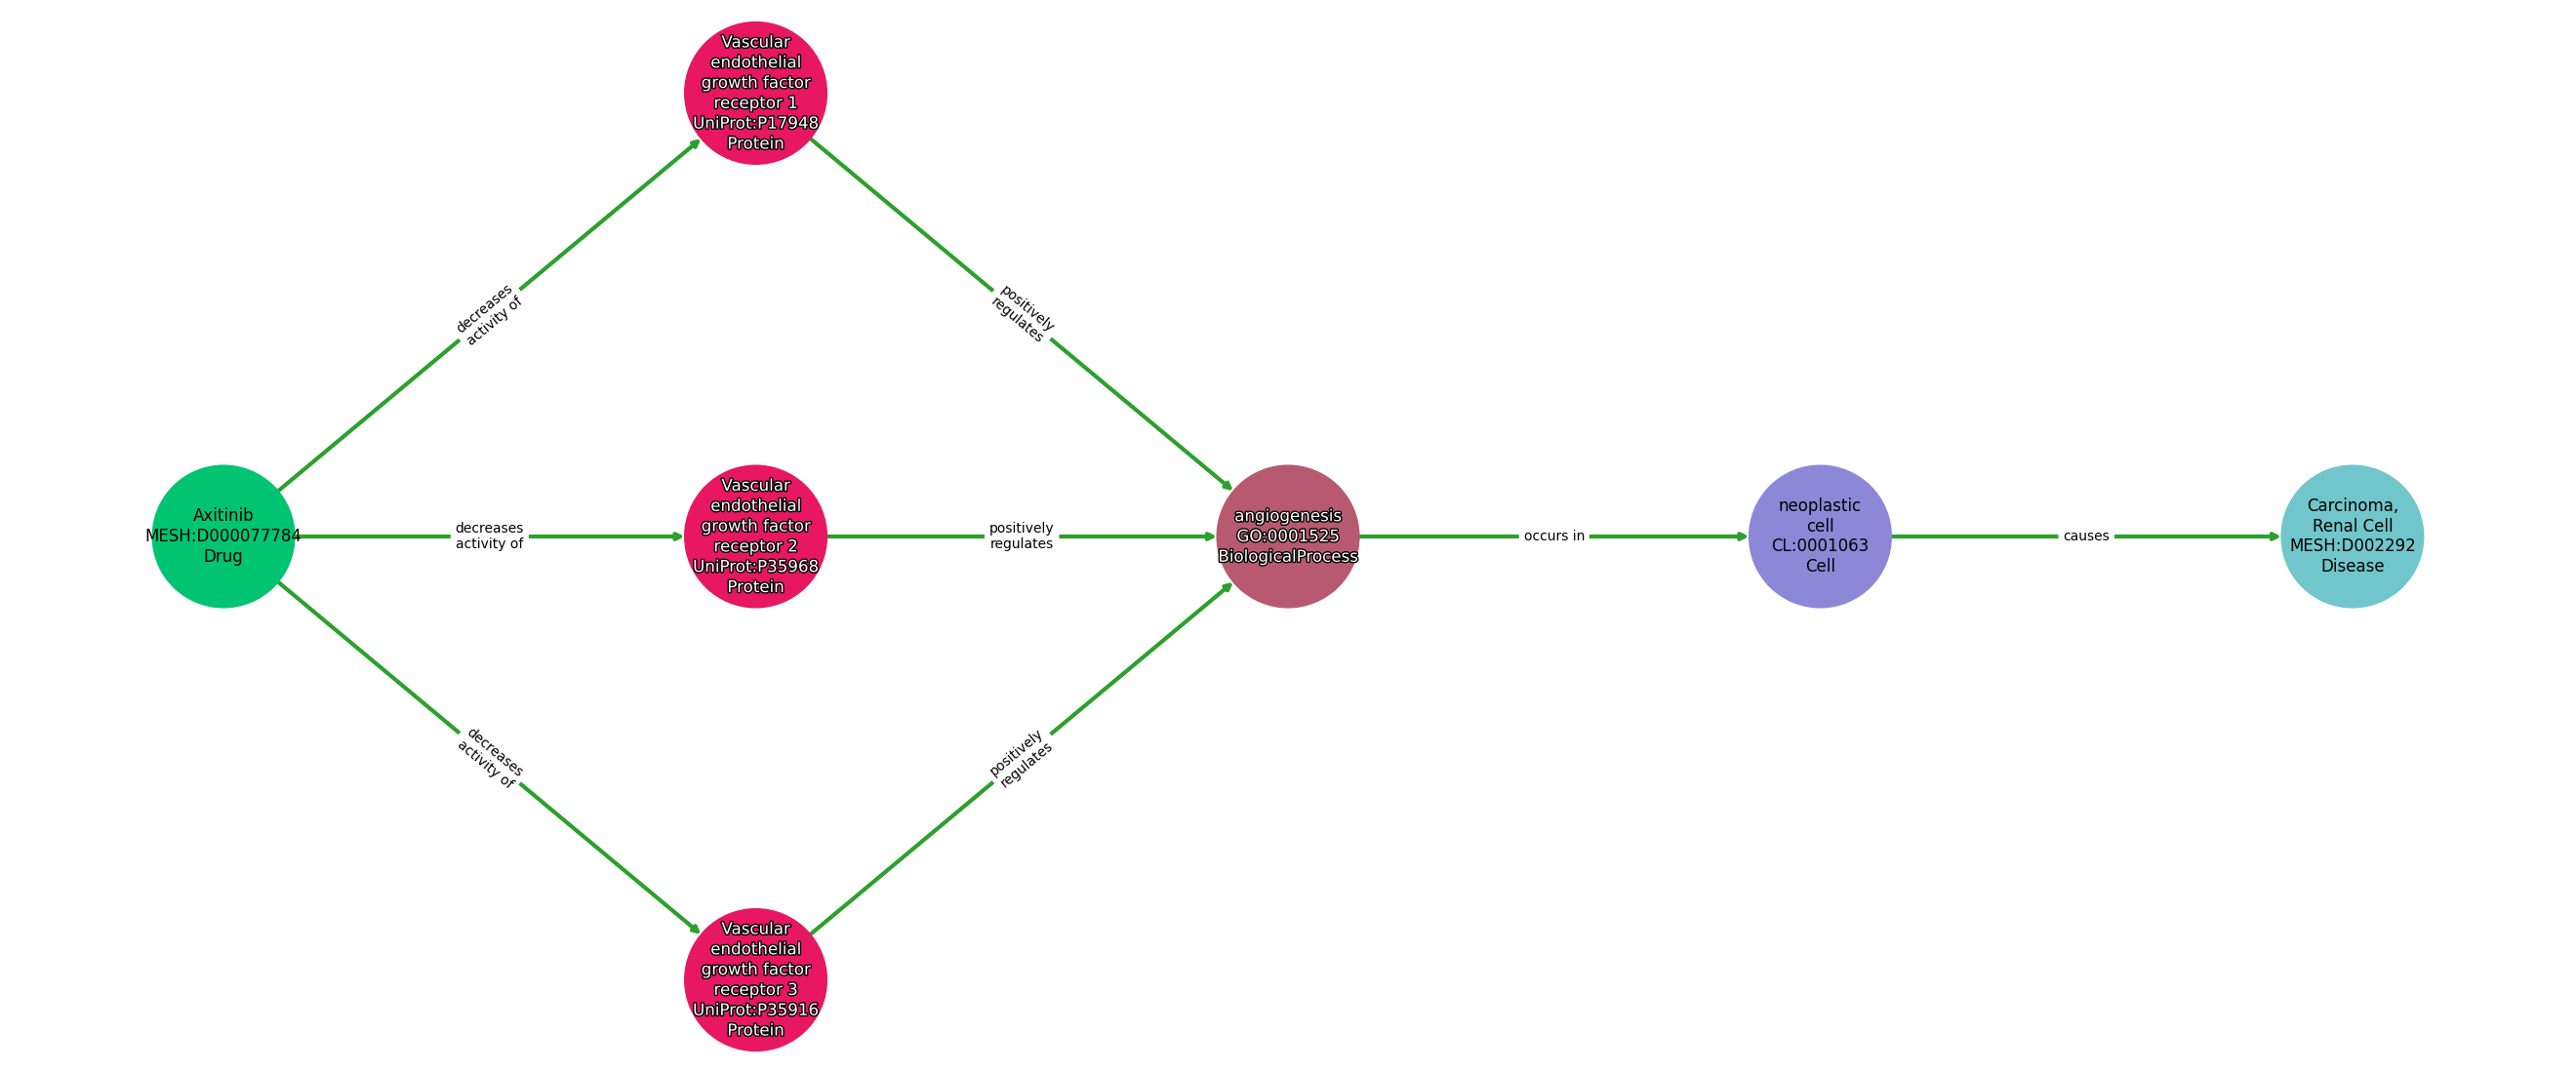 Vascular
endothelial
growth factor
receptor 1
UniProt:P17948
Protein
decreases
activity of
positively
regulates
Axitinib
MESH:D000077784
Drug
decreases
activity of
Vascular
endothelial
growth factor
receptor 2
UniProt:P35968
Protein
positively
regulates
angiogenesis
GO:0001525
BiologicalProcess
occurs in
neoplastic
cell
CL:0001063
Cell
causes
Carcinoma,
Renal Cell
MESH:D002292
Disease
decreases
activity of
positively
regulates
Vascular
endothelial
growth factor
receptor 3
UniProt:P35916
Protein